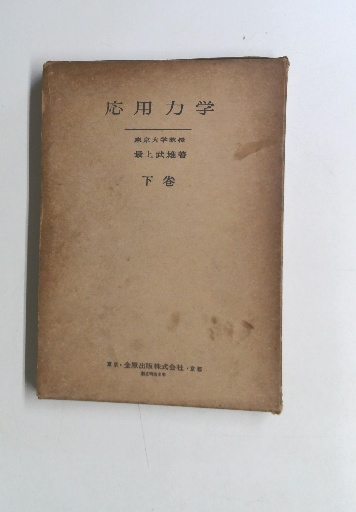 応用力学
東京大学教授
最上武雄著
下巻
東京・金原出版株式会社・京都